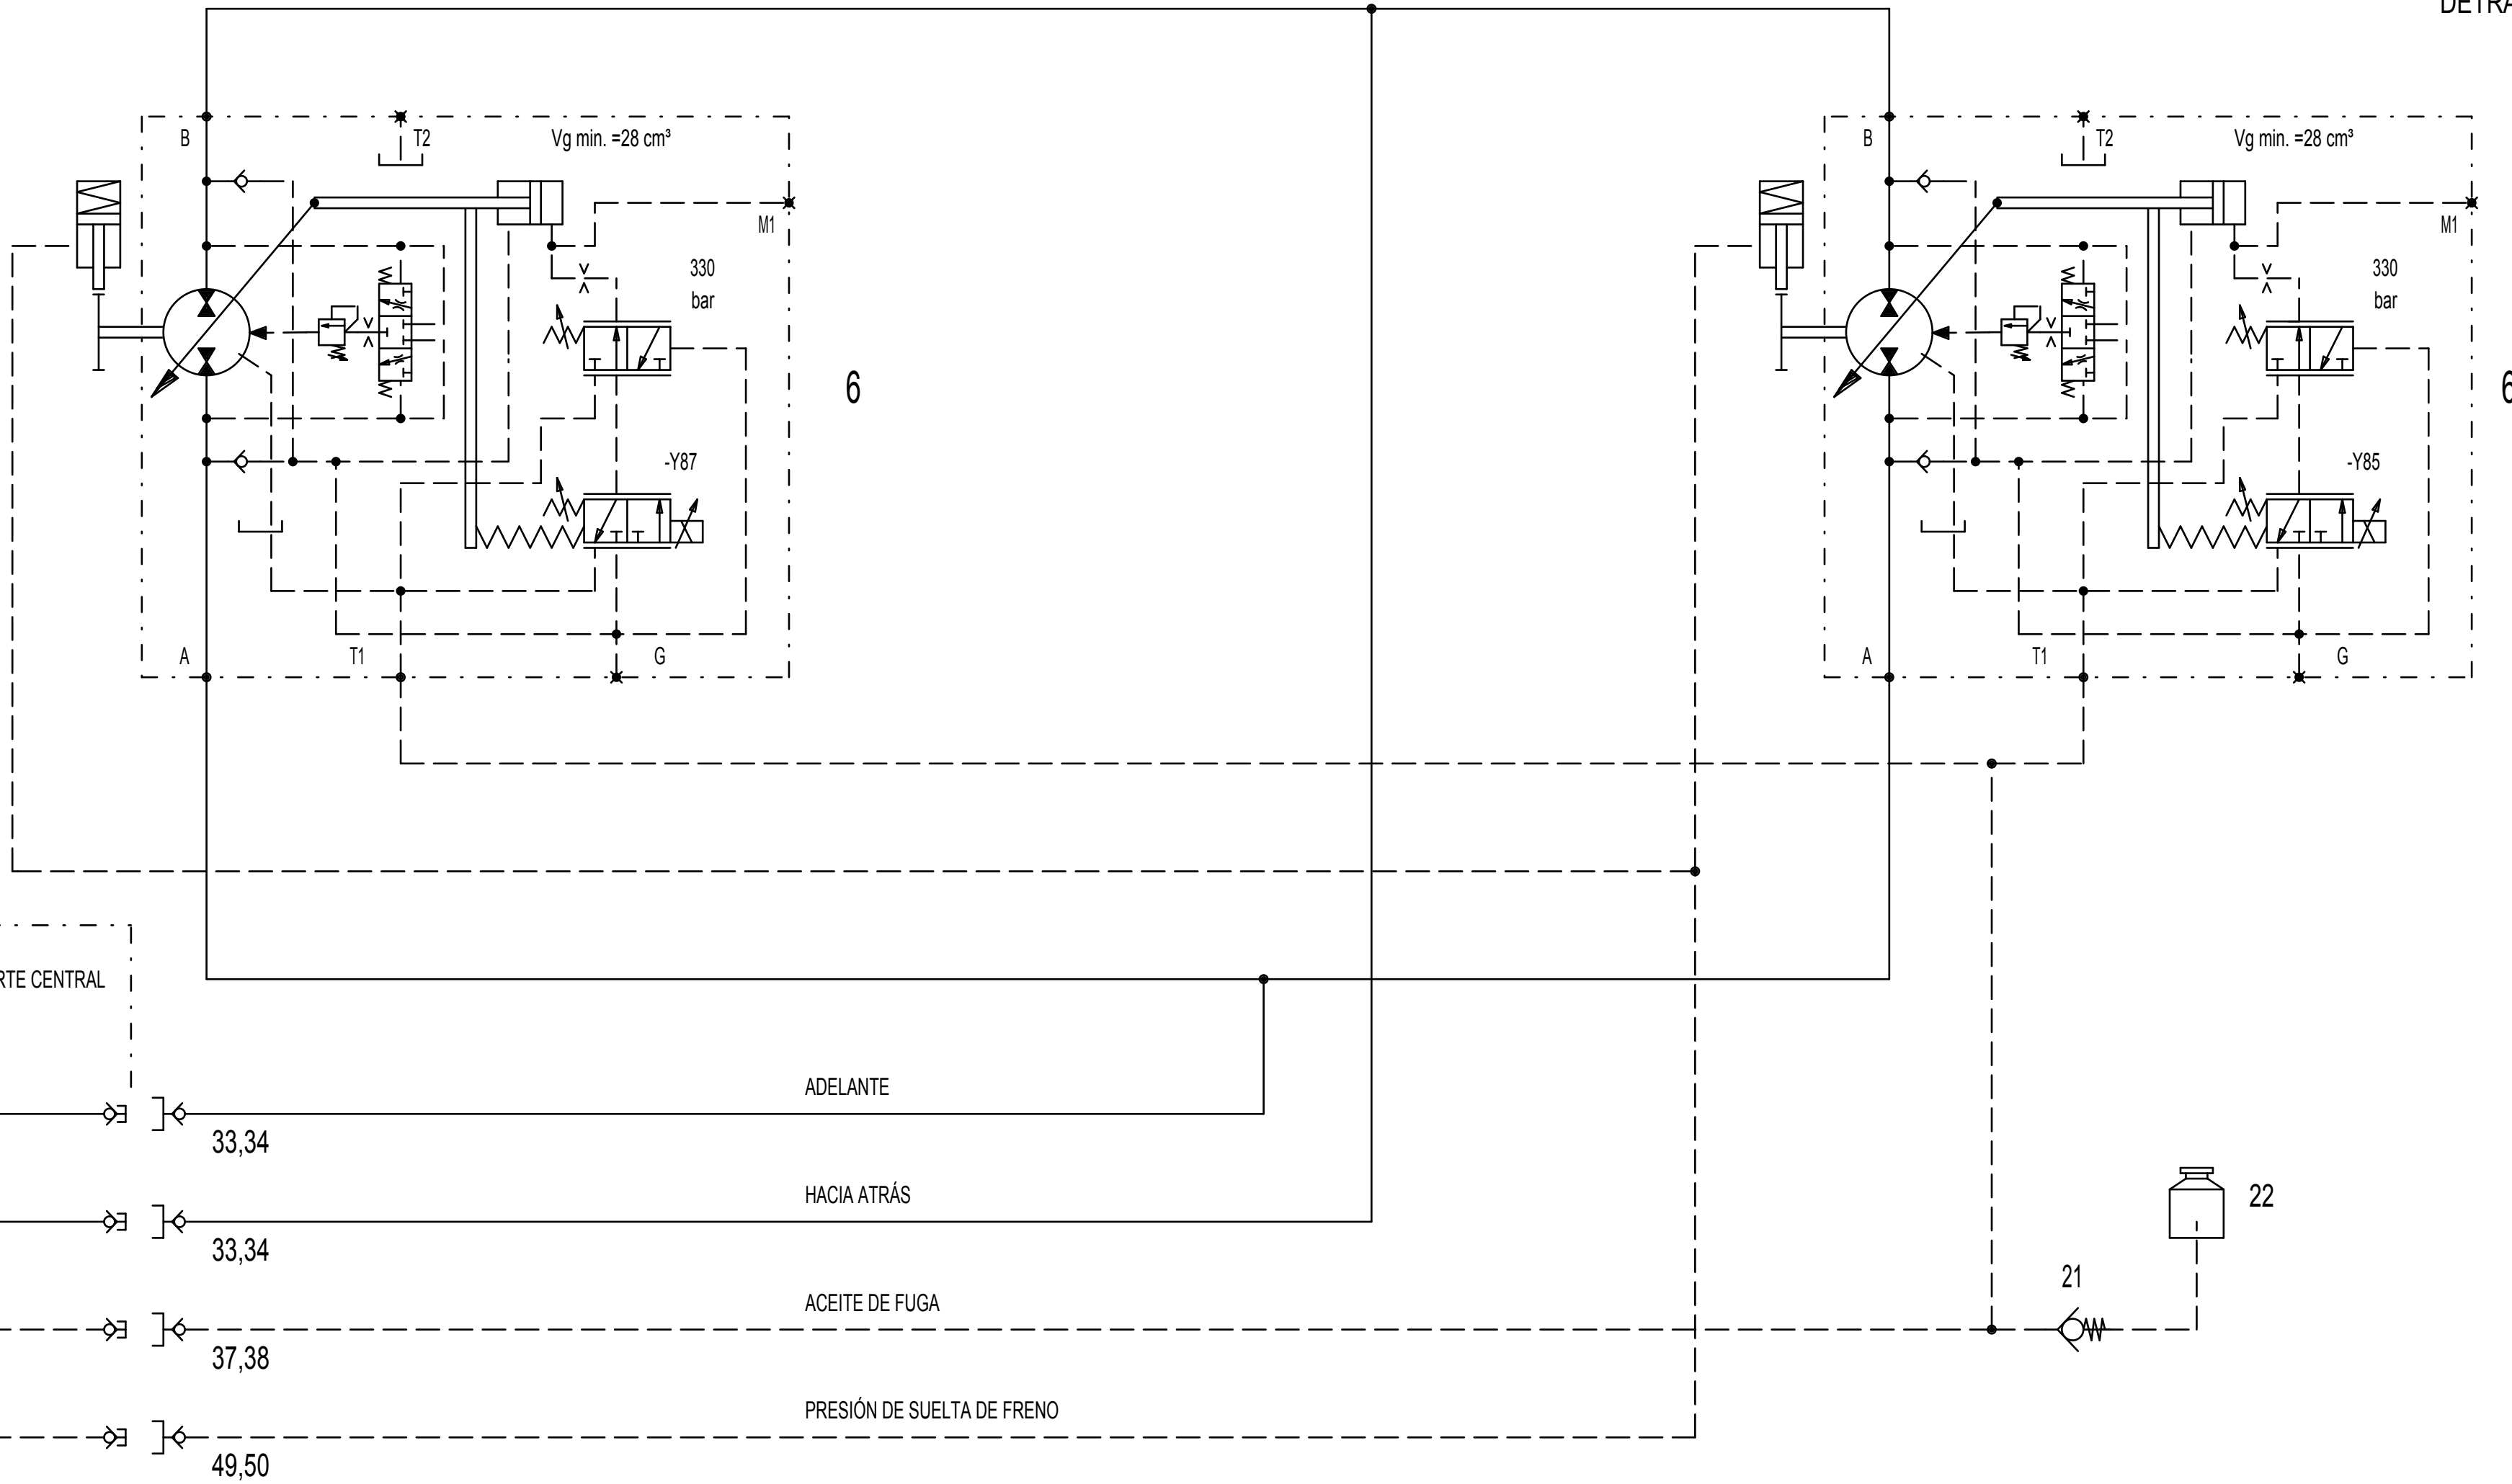 B
T2
Vg min. =28 cm³
M1
330
bar
6
-Y87
A
T1
G
B
T2
Vg min. =28 cm³
M1
330
bar
6
-Y85
A
T1
G
CENTRAL
ADELANTE
33,34
HACIA ATRÁS
33,34
22
21
ACEITE DE FUGA
37,38
PRESIÓN DE SUELTA DE FRENO
49,50